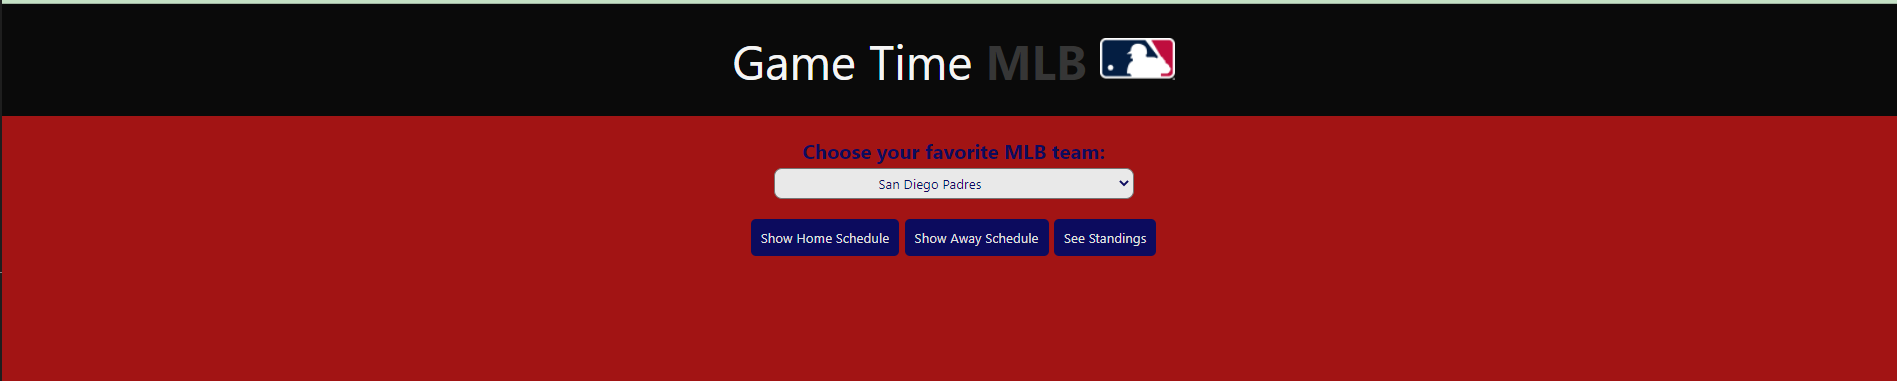 Game Time MLB
Choose your favorite MLB team:
San Diego Padres
Show Home Schedule Show Away Schedule See Standings